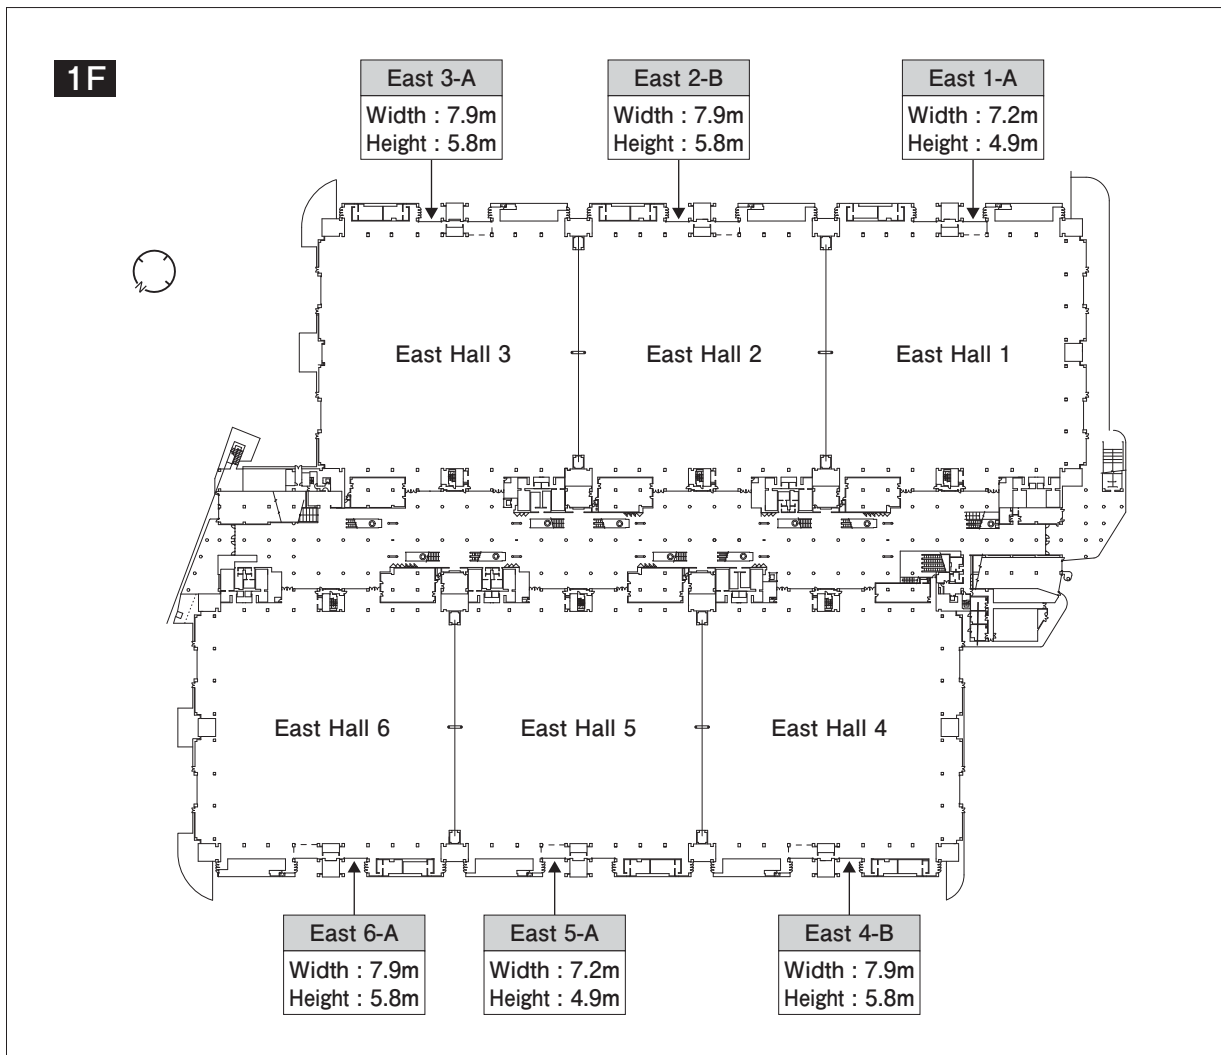 1F
East 3-A
Width : 7.9m
Height : 5.8m
East 2-B
Width : 7.9m
Height : 5.8m
East 1-A
Width : 7.2m
Height : 4.9m
N
East Hall 3
East Hall 2
East Hall 1
East Hall 6
East Hall 5
East Hall 4
East 6-A
Width : 7.9m
Height : 5.8m
East 5-A
Width : 7.2m
Height : 4.9m
East 4-B
Width : 7.9m
Height : 5.8m